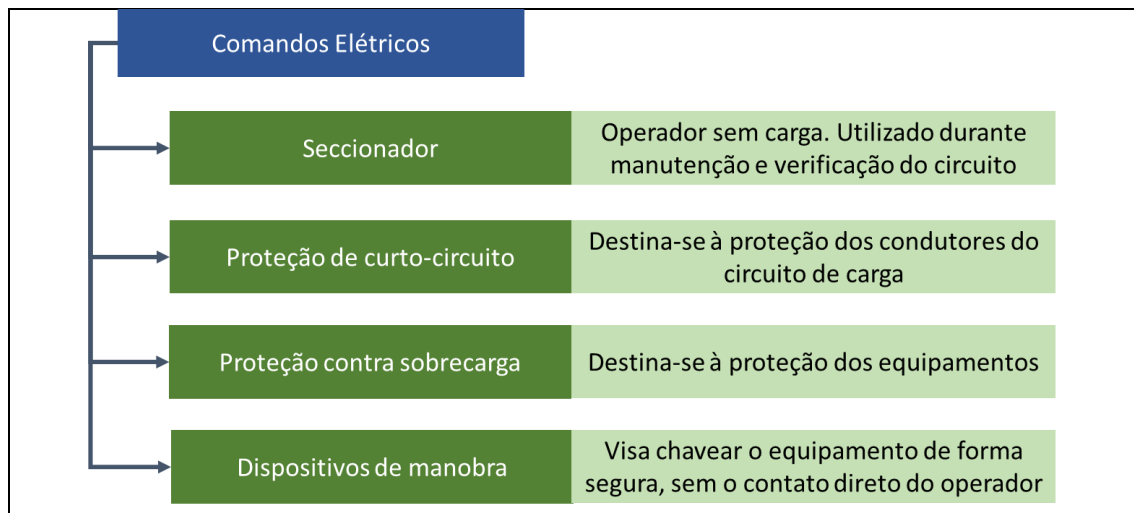 Comandos Elétricos
Seccionador
Operador sem carga. Utilizado durante
manutenção e verificação do circuito
Proteção de curto-circuito
Destina-se à proteção dos condutores do
circuito de carga
Proteção contra sobrecarga
Destina-se à proteção dos equipamentos
Dispositivos de manobra
Visa chavear o equipamento de forma
segura, sem o contato direto do operador